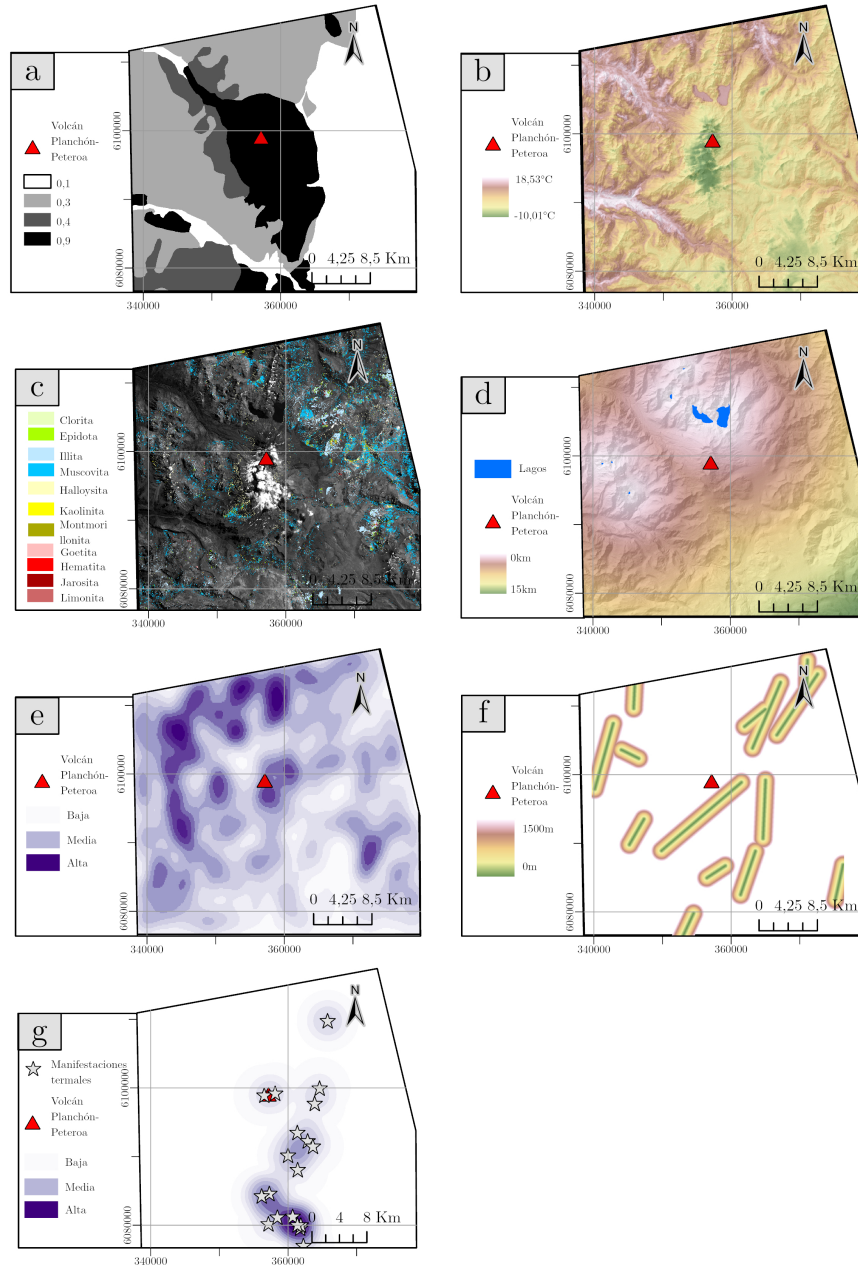 a
Volcán
Planchón-
Peteroa
0,1
0,3
0,4
0,9
N
6100000
6080000
0 4,25 8,5 Km
340000 360000
b
Volcán
Planchón-
Peteroa
18,53°C
-10,01°C
N
6100000
6080000
0 4,25 8,5 Km
340000 360000
c
Clorita
Epidota
Illita
Muscovita
Halloysita
Kaolinita
Montmori
llonita
Goetita
Hematita
Jarosita
Limonita
N
6100000
6080000
0 4,25 8,5 Km
340000 360000
d
Lagos
Volcán
Planchón-
Peteroa
0km
15km
N
6100000
6080000
0 4,25 8,5 Km
340000 360000
e
Volcán
Planchón-
Peteroa
Baja
Media
Alta
N
6100000
6080000
0 4,25 8,5 Km
340000 360000
f
Volcán
Planchón-
Peteroa
1500m
0m
N
6100000
6080000
0 4,25 8,5 Km
340000 360000
g
Manifestaciones
termales
Volcán
Planchón-
Peteroa
Baja
Media
Alta
N
6100000
6080000
0 4 8 Km
340000 360000